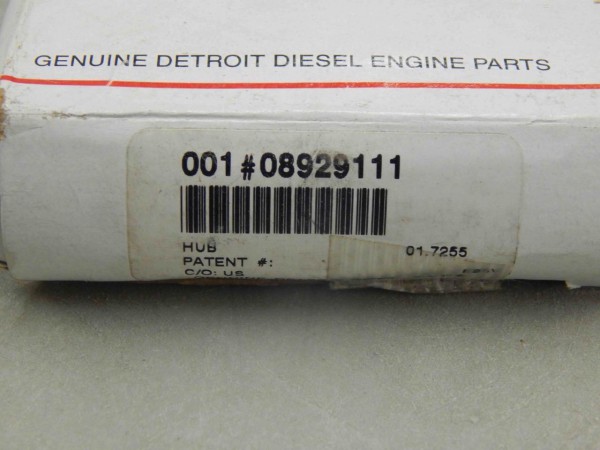 GENUINE DETROIT DIESEL ENGINE PARTS
001#08929111
HUB 01.7255
PATENT #:
C/O: US